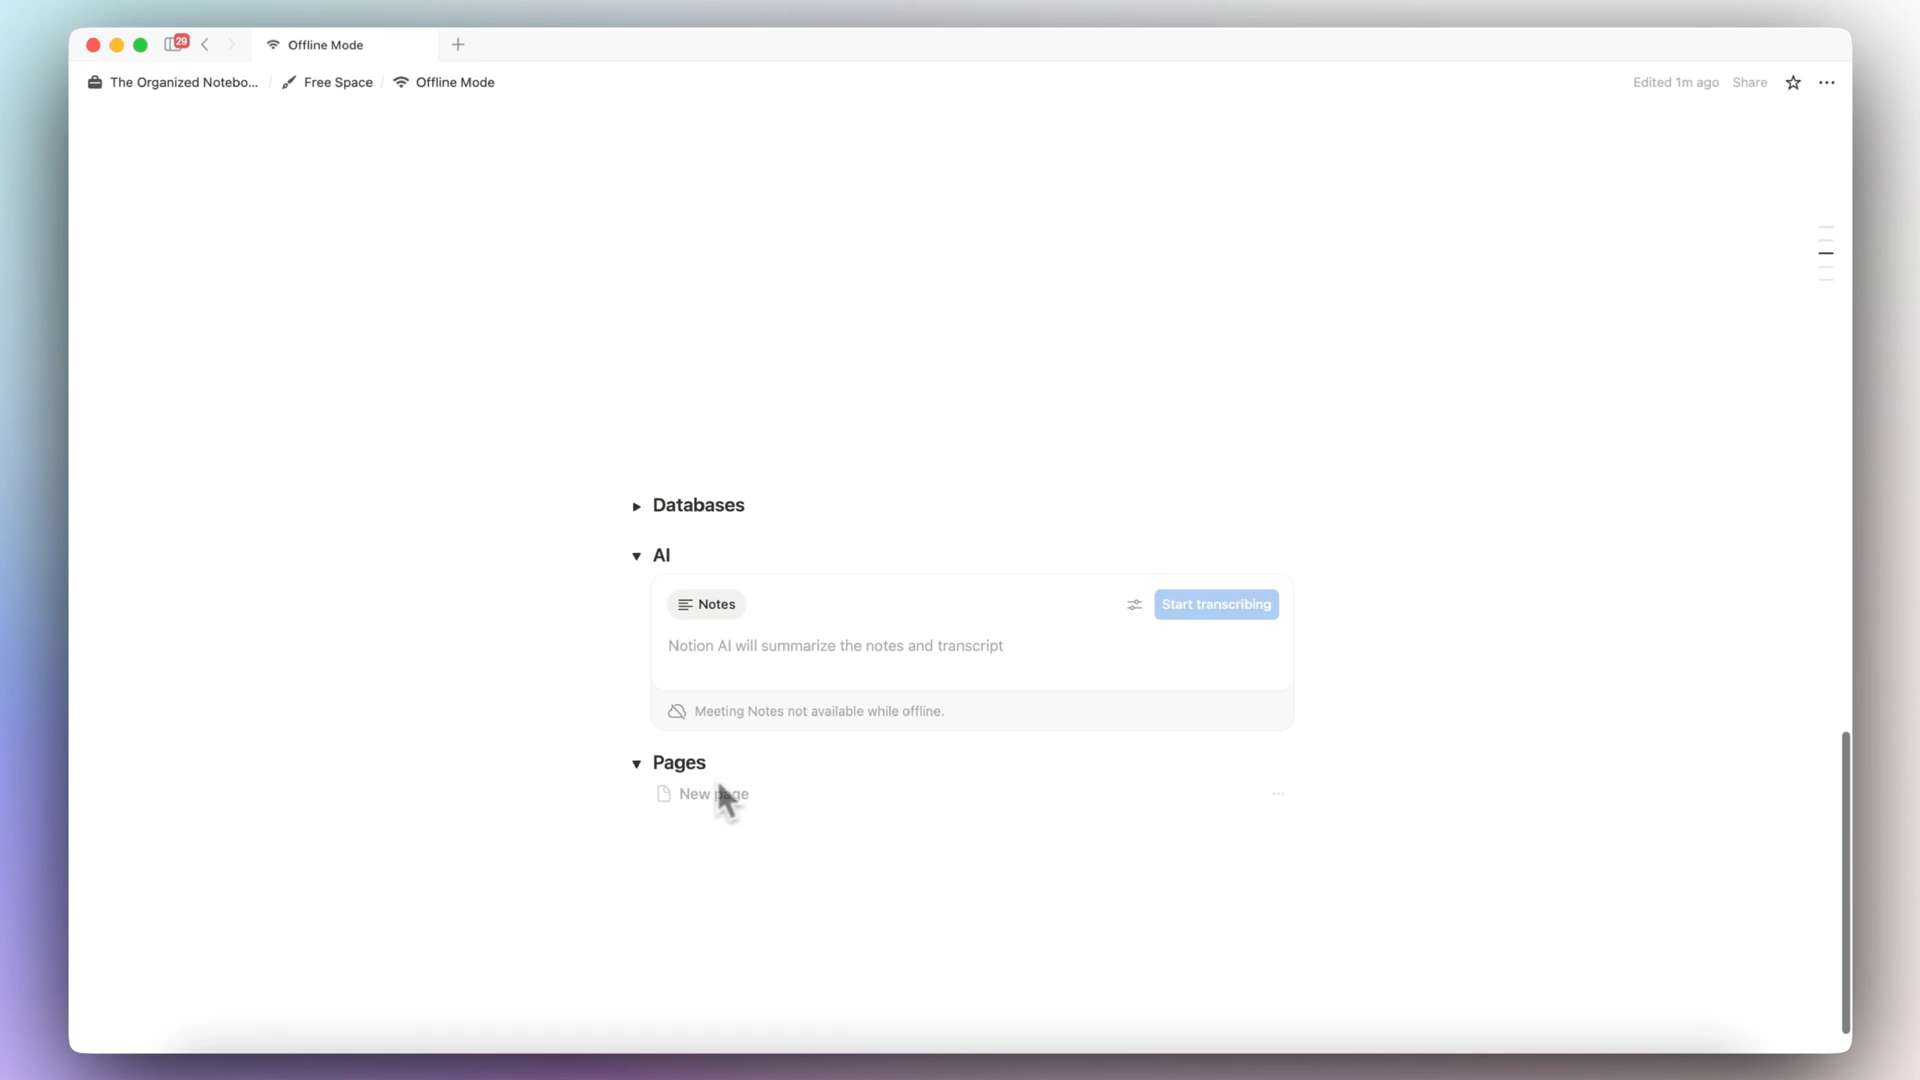 29
Offline Mode
The Organized Notebo... / Free Space / Offline Mode
Edited 1m ago Share
Databases
AI
Notes
Start transcribing
Notion AI will summarize the notes and transcript
Meeting Notes not available while offline.
Pages
New page